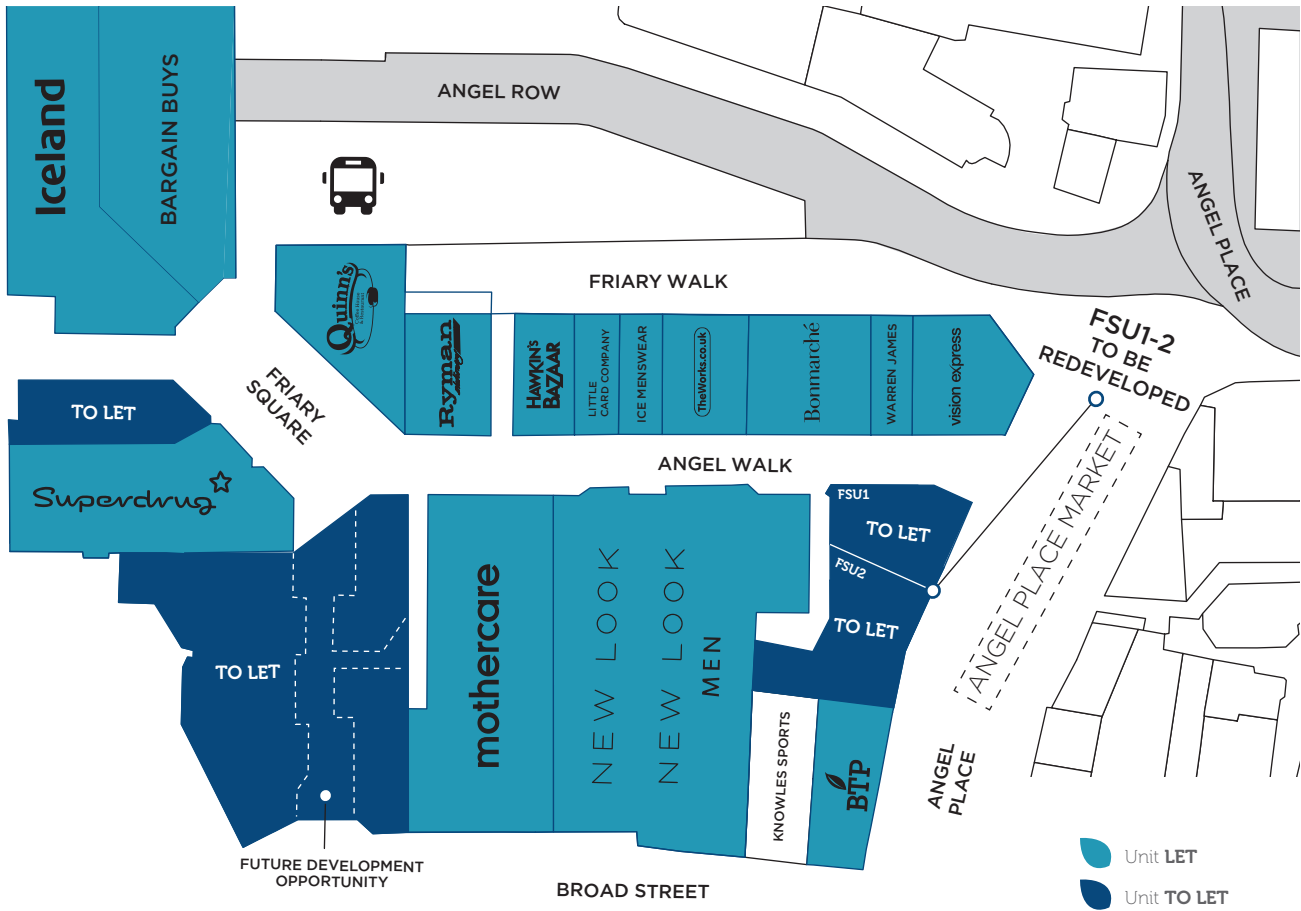 Iceland
BARGAIN BUYS
ANGEL ROW
ANGEL PLACE
FRIARY WALK
Quinn's
Ryman
HAWKIN'S
BAZAAR
LITTLE
CARD COMPANY
ICE MENSWEAR
TheWorks.co.uk
Bonmarché
WARREN JAMES
vision express
FSU1-2
TO BE
REDEVELOPED
FRIARY
SQUARE
TO LET
Superdrug
ANGEL WALK
ANGEL PLACE MARKET
FSU1
TO LET
FSU2
TO LET
TO LET
mothercare
NEW LOOK
NEW LOOK
MEN
KNOWLES SPORTS
BTP
ANGEL
PLACE
FUTURE DEVELOPMENT
OPPORTUNITY
BROAD STREET
Unit LET
Unit TO LET